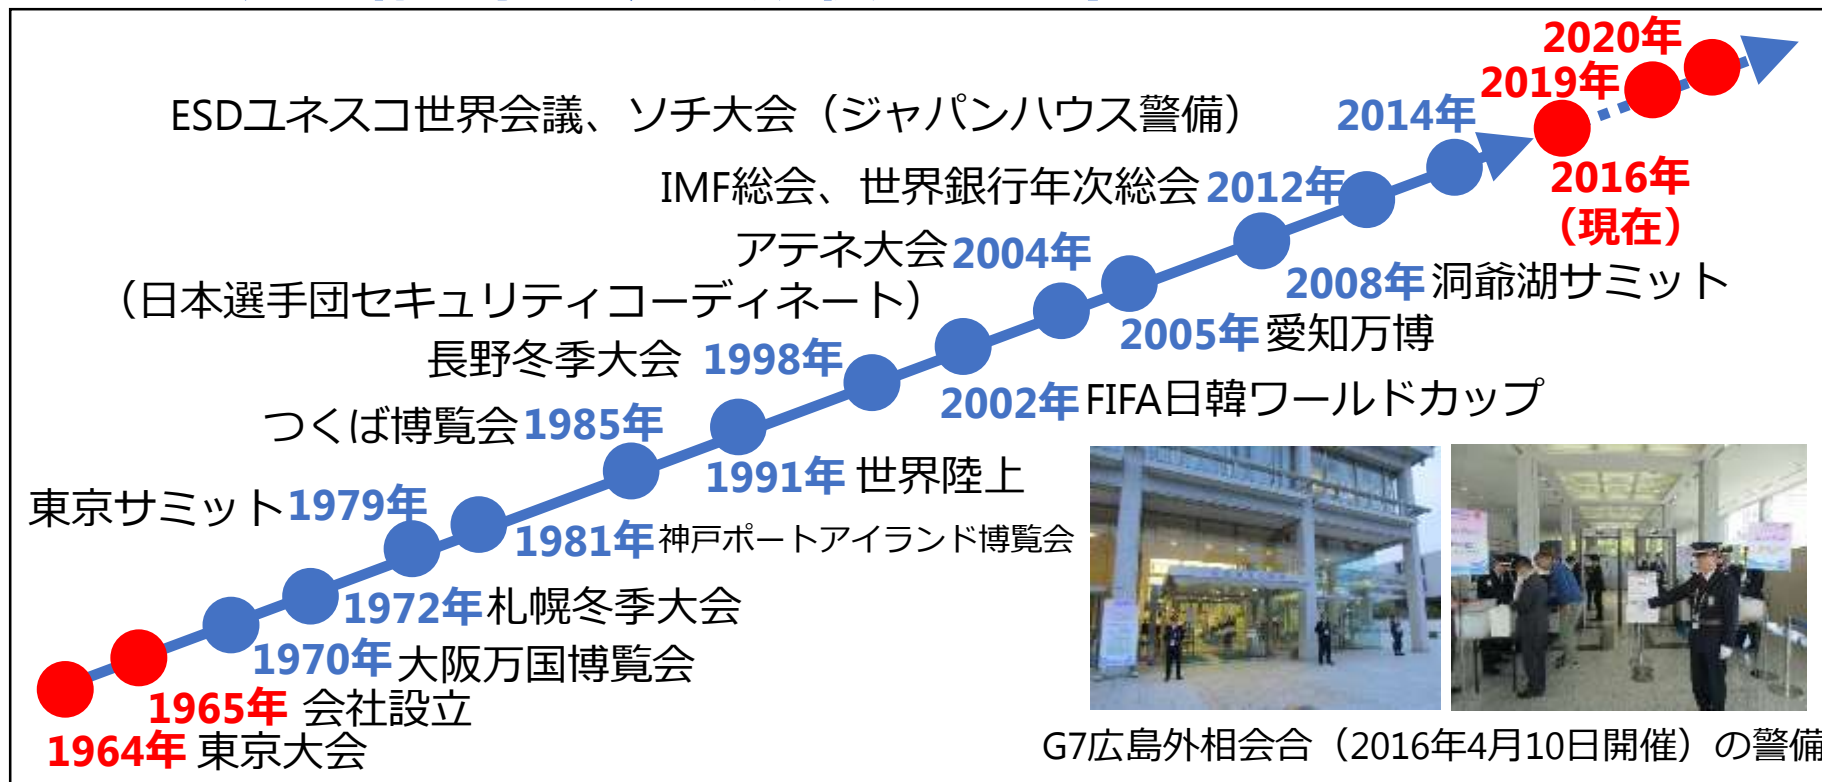 2020年
2019年
ESDユネスコ世界会議、ソチ大会（ジャパンハウス警備）
2014年
2016年
（現在）
IMF総会、世界銀行年次総会 2012年
アテネ大会 2004年
（日本選手団セキュリティコーディネート）
2008年 洞爺湖サミット
2005年 愛知万博
長野冬季大会 1998年
2002年 FIFA日韓ワールドカップ
つくば博覧会 1985年
1991年 世界陸上
東京サミット 1979年
1981年 神戸ポートアイランド博覧会
1972年 札幌冬季大会
1970年 大阪万国博覧会
1965年 会社設立
1964年 東京大会
G7広島外相会合（2016年4月10日開催）の警備